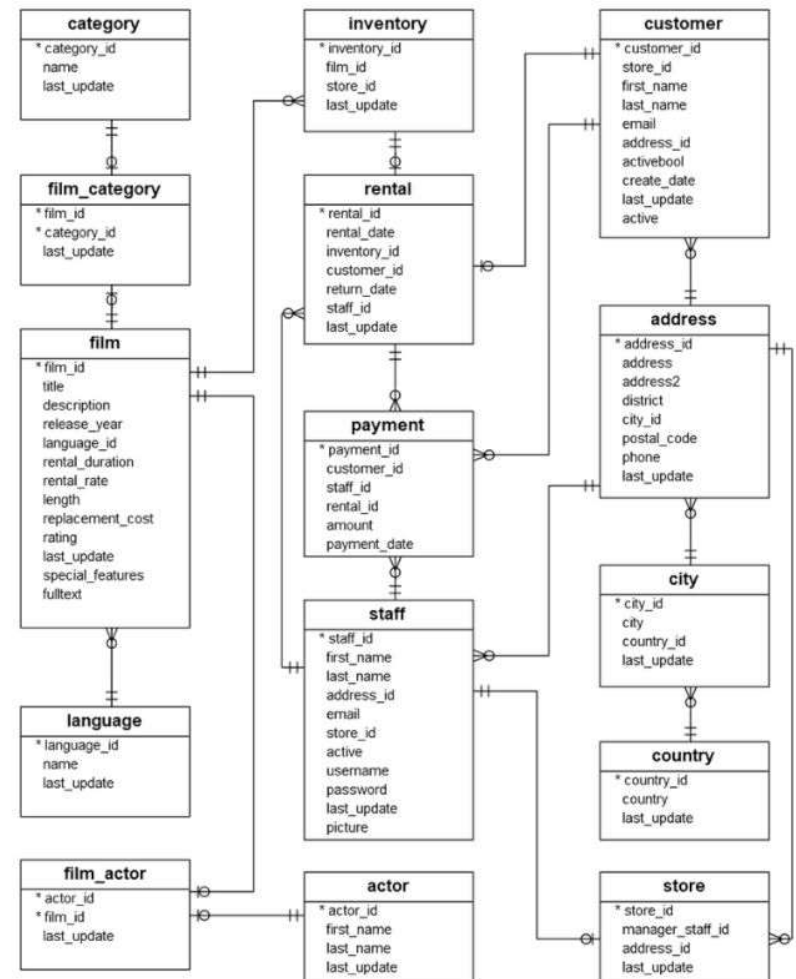 category
* category_id
name
last_update
film_category
* film_id
* category_id
last_update
film
* film_id
title
description
release_year
language_id
rental_duration
rental_rate
length
replacement_cost
rating
last_update
special_features
fulltext
language
* language_id
name
last_update
film_actor
* actor_id
* film_id
last_update
inventory
* inventory_id
film_id
store_id
last_update
rental
* rental_id
rental_date
inventory_id
customer_id
return_date
staff_id
last_update
payment
* payment_id
customer_id
staff_id
rental_id
amount
payment_date
staff
* staff_id
first_name
last_name
address_id
email
store_id
active
username
password
last_update
picture
actor
* actor_id
first_name
last_name
last_update
customer
* customer_id
store_id
first_name
last_name
email
address_id
activebool
create_date
last_update
active
address
* address_id
address
address2
district
city_id
postal_code
phone
last_update
city
* city_id
city
country_id
last_update
country
* country_id
country
last_update
store
* store_id
manager_staff_id
address_id
last_update